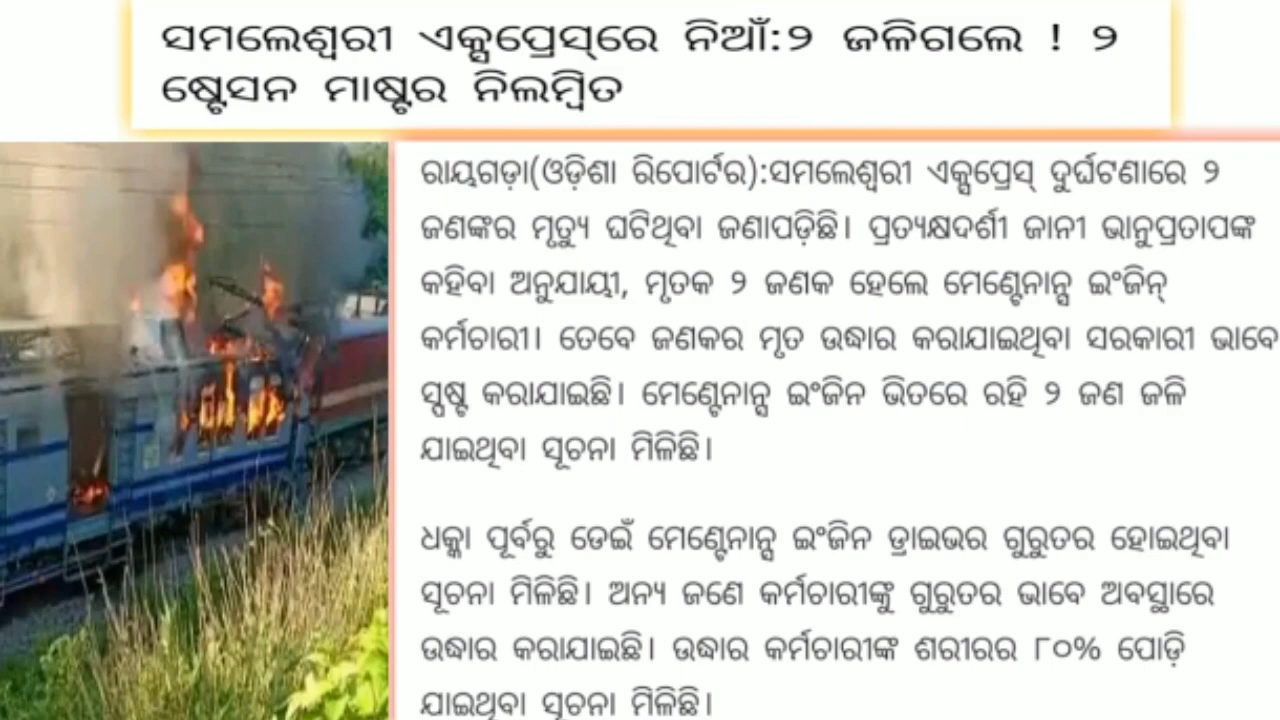 ସମଲେଶ୍ୱରୀ ଏକ୍ସପ୍ରେସ୍‌ରେ ନିଆଁ:୨ ଜଳିଗଲେ ! ୨
ଷ୍ଟେସନ ମାଷ୍ଟର ନିଲମ୍ବିତ
ରାୟଗଡ଼ା(ଓଡ଼ିଶା ରିପୋର୍ଟର):ସମଲେଶ୍ୱରୀ ଏକ୍ସପ୍ରେସ୍ ଦୁର୍ଘଟଣାରେ ୨
ଜଣଙ୍କର ମୃତ୍ୟୁ ଘଟିଥିବା ଜଣାପଡ଼ିଛି। ପ୍ରତ୍ୟକ୍ଷଦର୍ଶୀ ଜାନୀ ଭାନୁପ୍ରତାପଙ୍କ
କହିବା ଅନୁଯାୟୀ, ମୃତକ ୨ ଜଣକ ହେଲେ ମେଣ୍ଟେନାନ୍ସ ଇଂଜିନ୍
କର୍ମଚାରୀ। ତେବେ ଜଣକର ମୃତ ଉଦ୍ଧାର କରାଯାଇଥିବା ସରକାରୀ ଭାବେ
ସ୍ପଷ୍ଟ କରାଯାଇଛି। ମେଣ୍ଟେନାନ୍ସ ଇଂଜିନ ଭିତରେ ରହି ୨ ଜଣ ଜଳି
ଯାଇଥିବା ସୂଚନା ମିଳିଛି।
ଧକ୍କା ପୂର୍ବରୁ ଡେଇଁ ମେଣ୍ଟେନାନ୍ସ ଇଂଜିନ ଡ୍ରାଇଭର ଗୁରୁତର ହୋଇଥିବା
ସୂଚନା ମିଳିଛି। ଅନ୍ୟ ଜଣେ କର୍ମଚାରୀଙ୍କୁ ଗୁରୁତର ଭାବେ ଅବସ୍ଥାରେ
ଉଦ୍ଧାର କରାଯାଇଛି। ଉଦ୍ଧାର କର୍ମଚାରୀଙ୍କ ଶରୀରର ୮୦% ପୋଡ଼ି
ଯାଇଥିବା ସୂଚନା ମିଳିଛି।